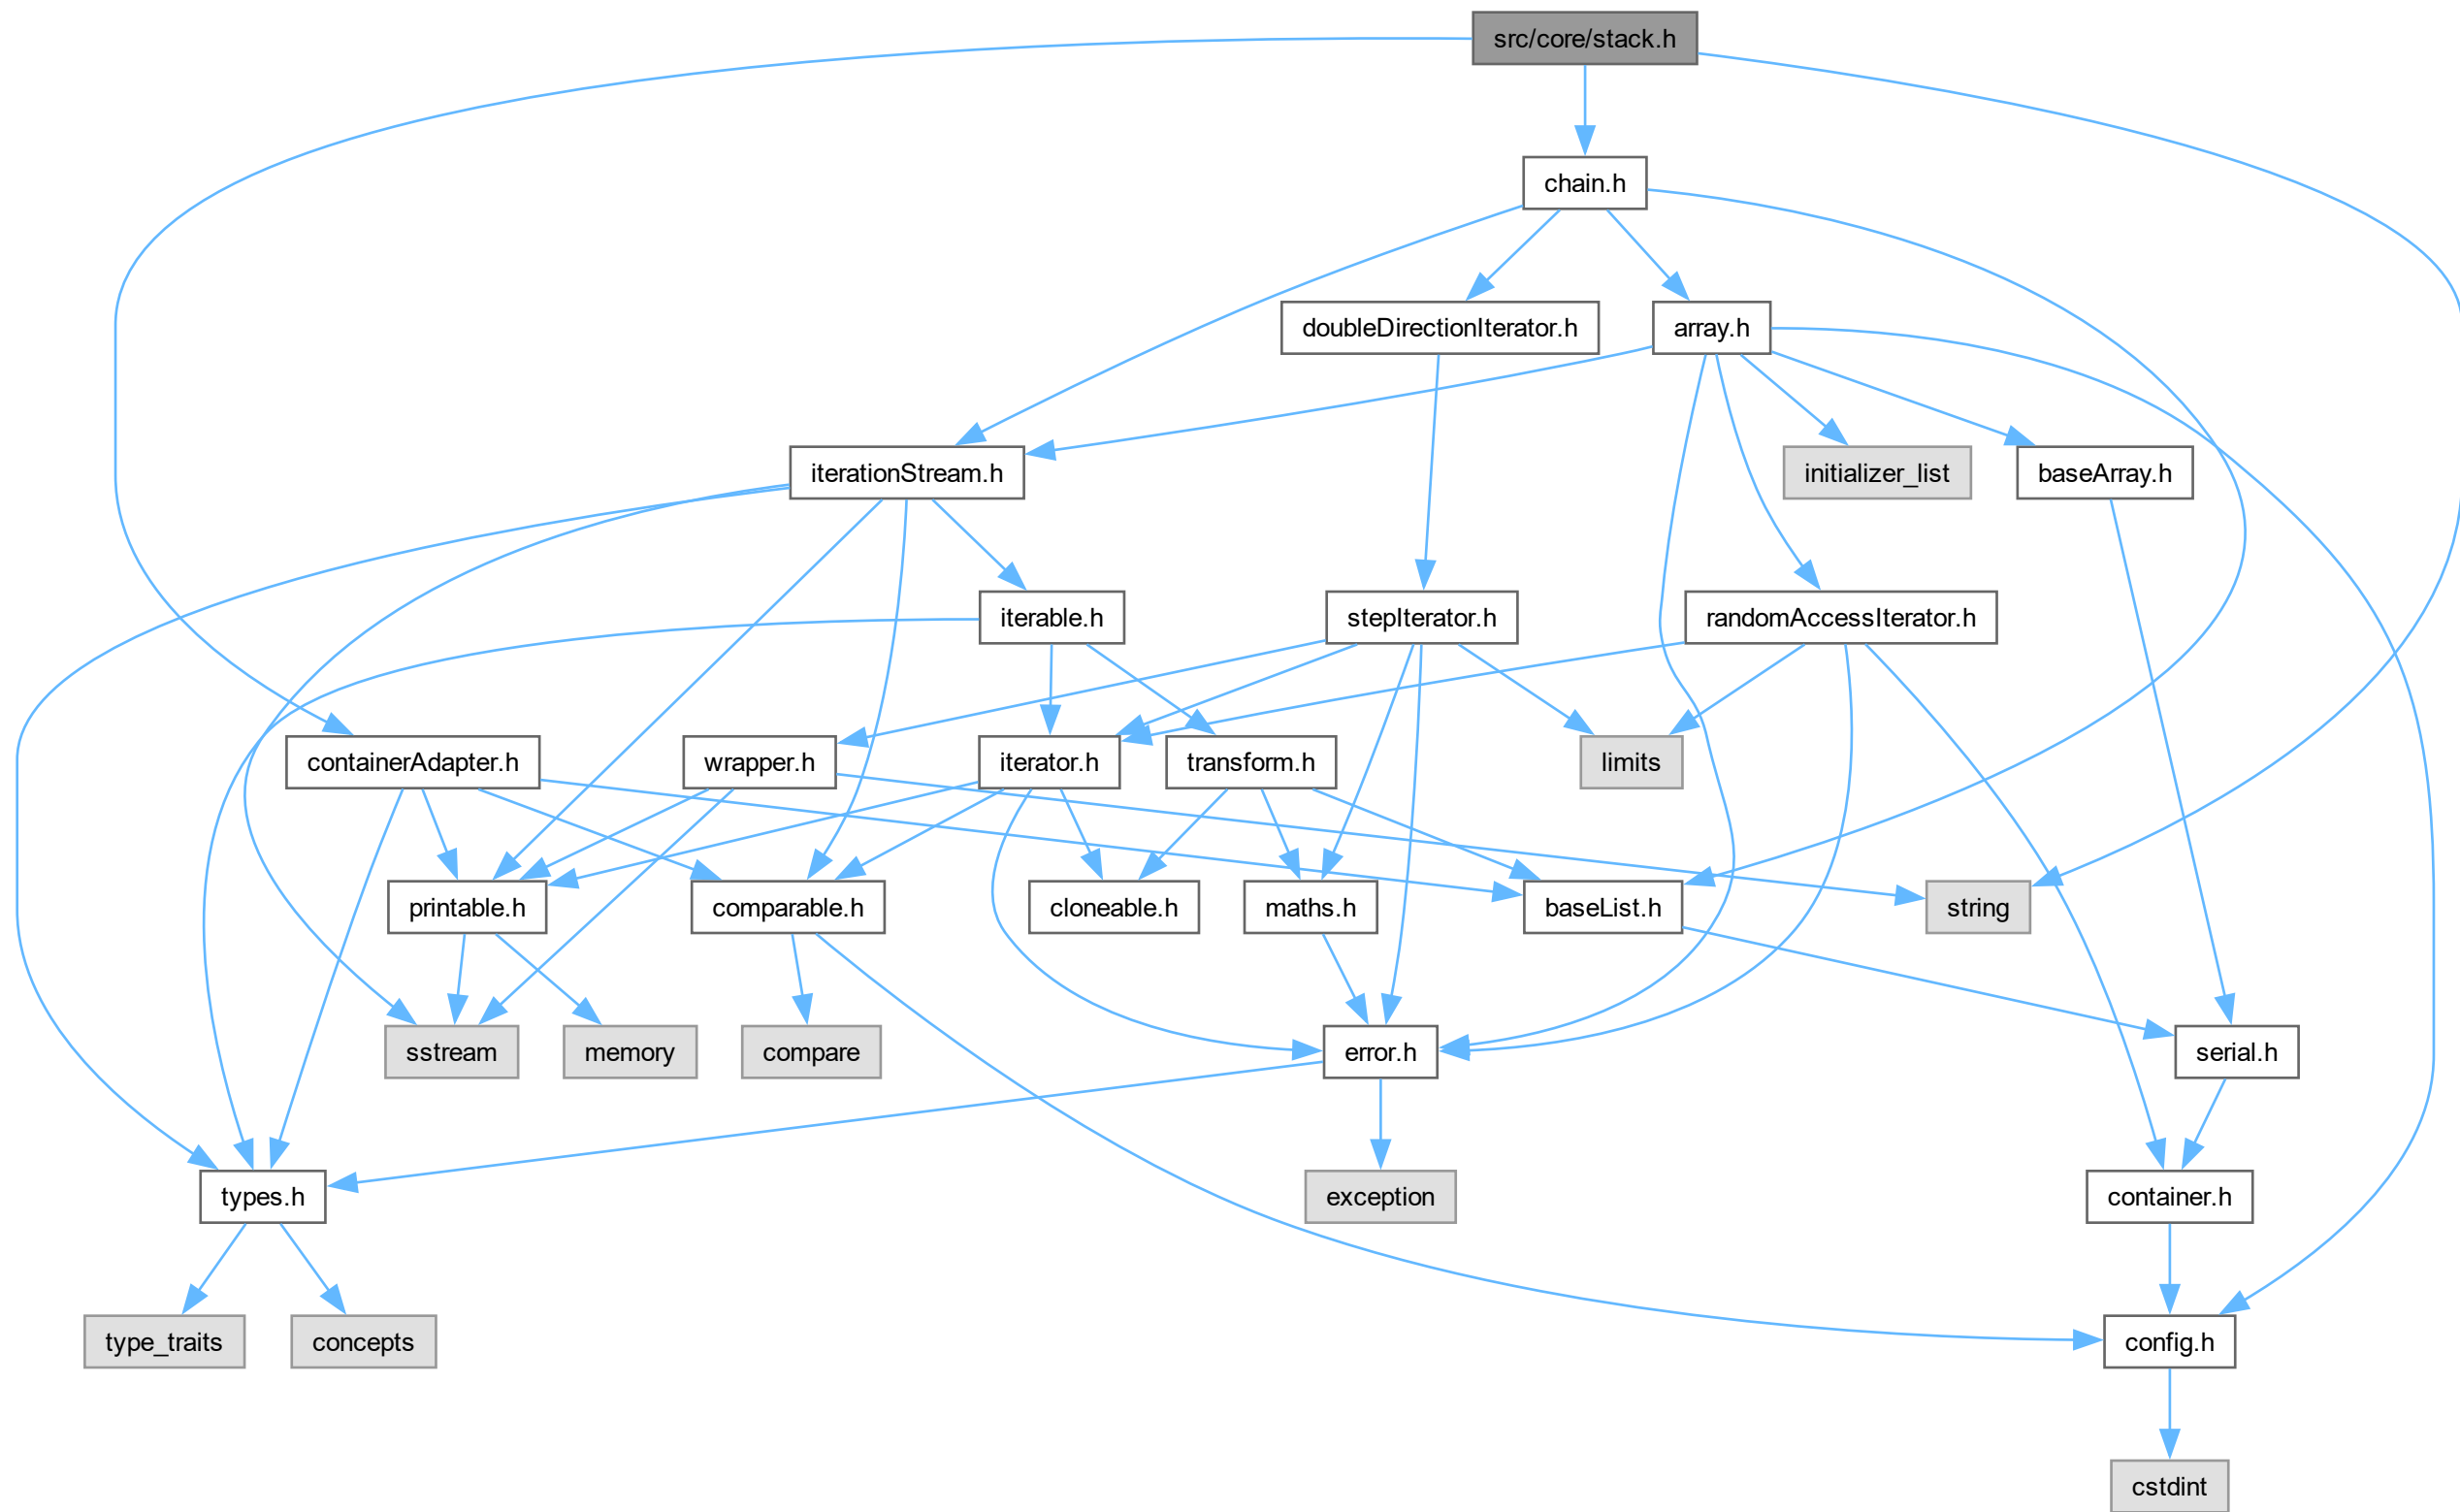 src/core/stack.h
chain.h
doubleDirectionIterator.h
array.h
iterationStream.h
initializer_list
baseArray.h
iterable.h
stepIterator.h
randomAccessIterator.h
containerAdapter.h
wrapper.h
iterator.h
transform.h
limits
printable.h
comparable.h
cloneable.h
maths.h
baseList.h
string
sstream
memory
compare
error.h
serial.h
types.h
exception
container.h
type_traits
concepts
config.h
cstdint